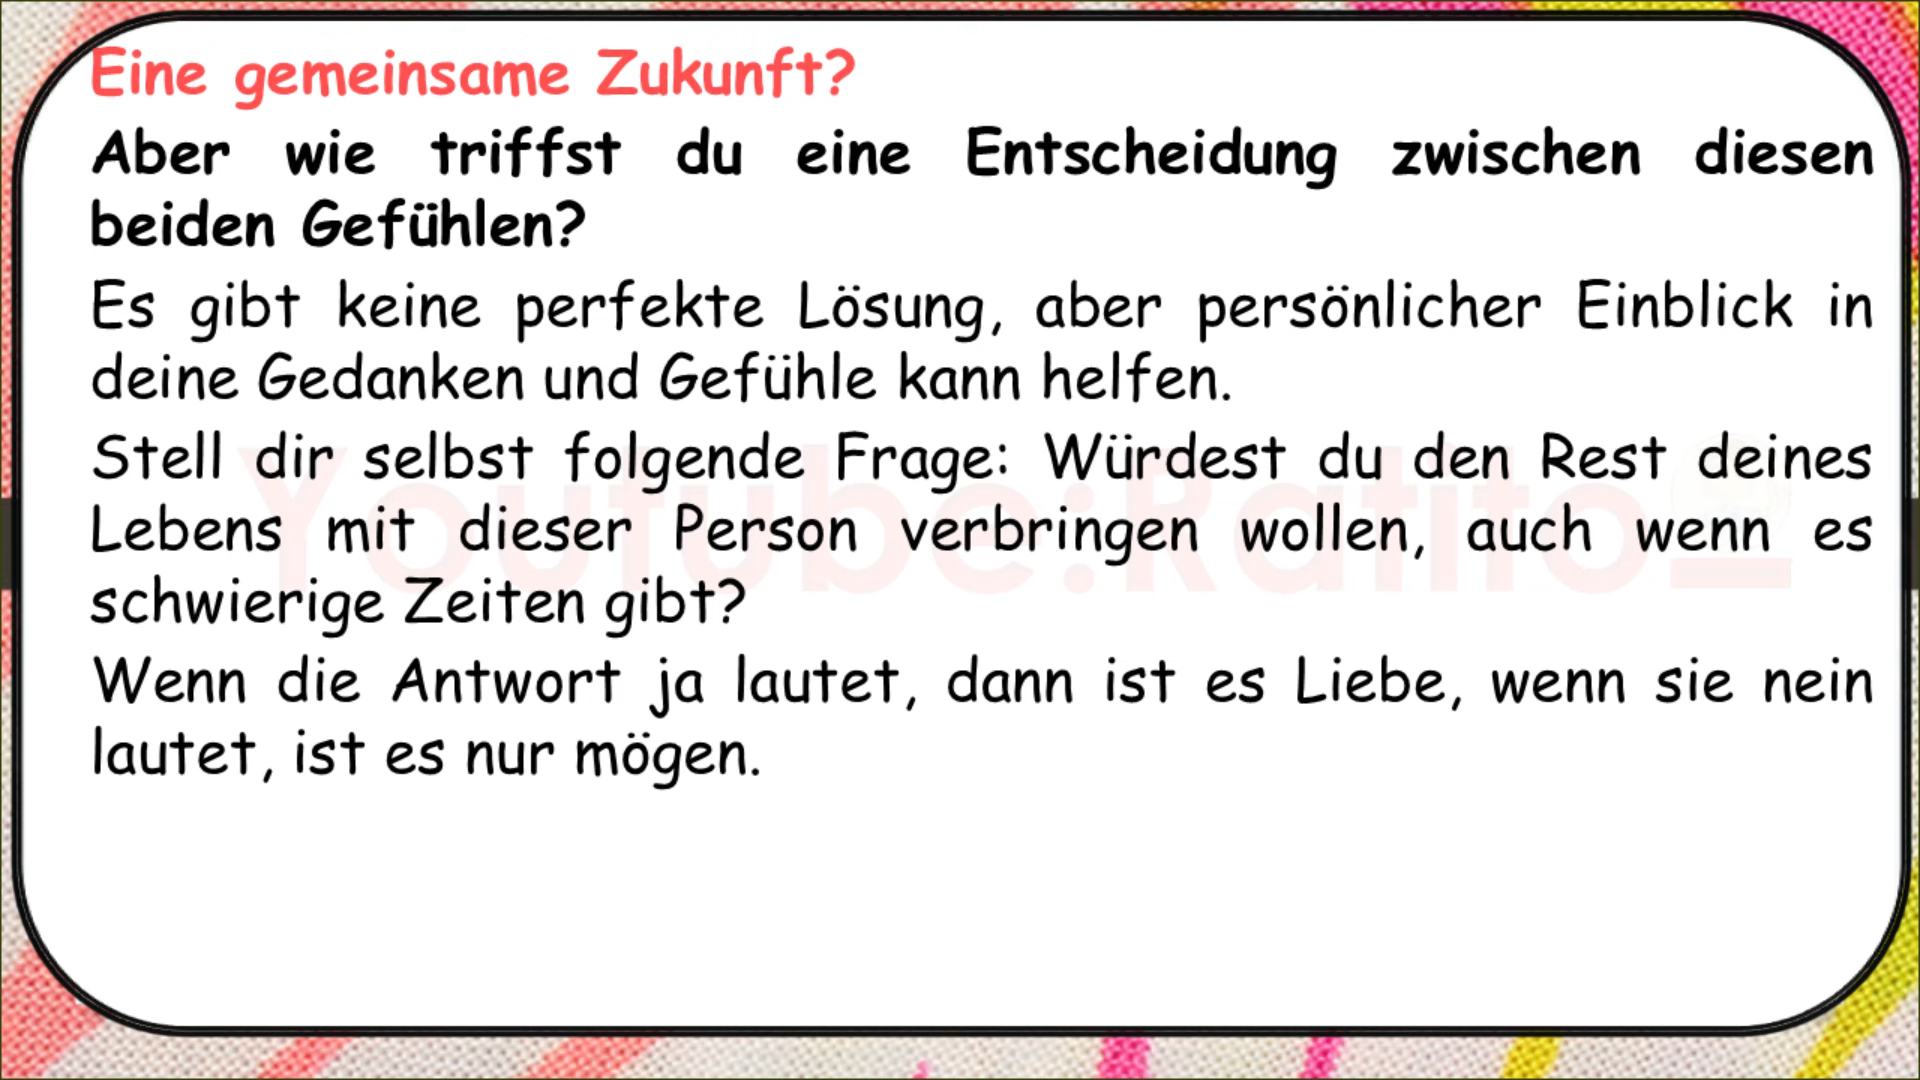 Eine gemeinsame Zukunft?
Aber wie triffst du eine Entscheidung zwischen diesen
beiden Gefühlen?
Es gibt keine perfekte Lösung, aber persönlicher Einblick in
deine Gedanken und Gefühle kann helfen.
Stell dir selbst folgende Frage: Würdest du den Rest deines
Lebens mit dieser Person verbringen wollen, auch wenn es
schwierige Zeiten gibt?
Wenn die Antwort ja lautet, dann ist es Liebe, wenn sie nein
lautet, ist es nur mögen.
Youtube:Ratito